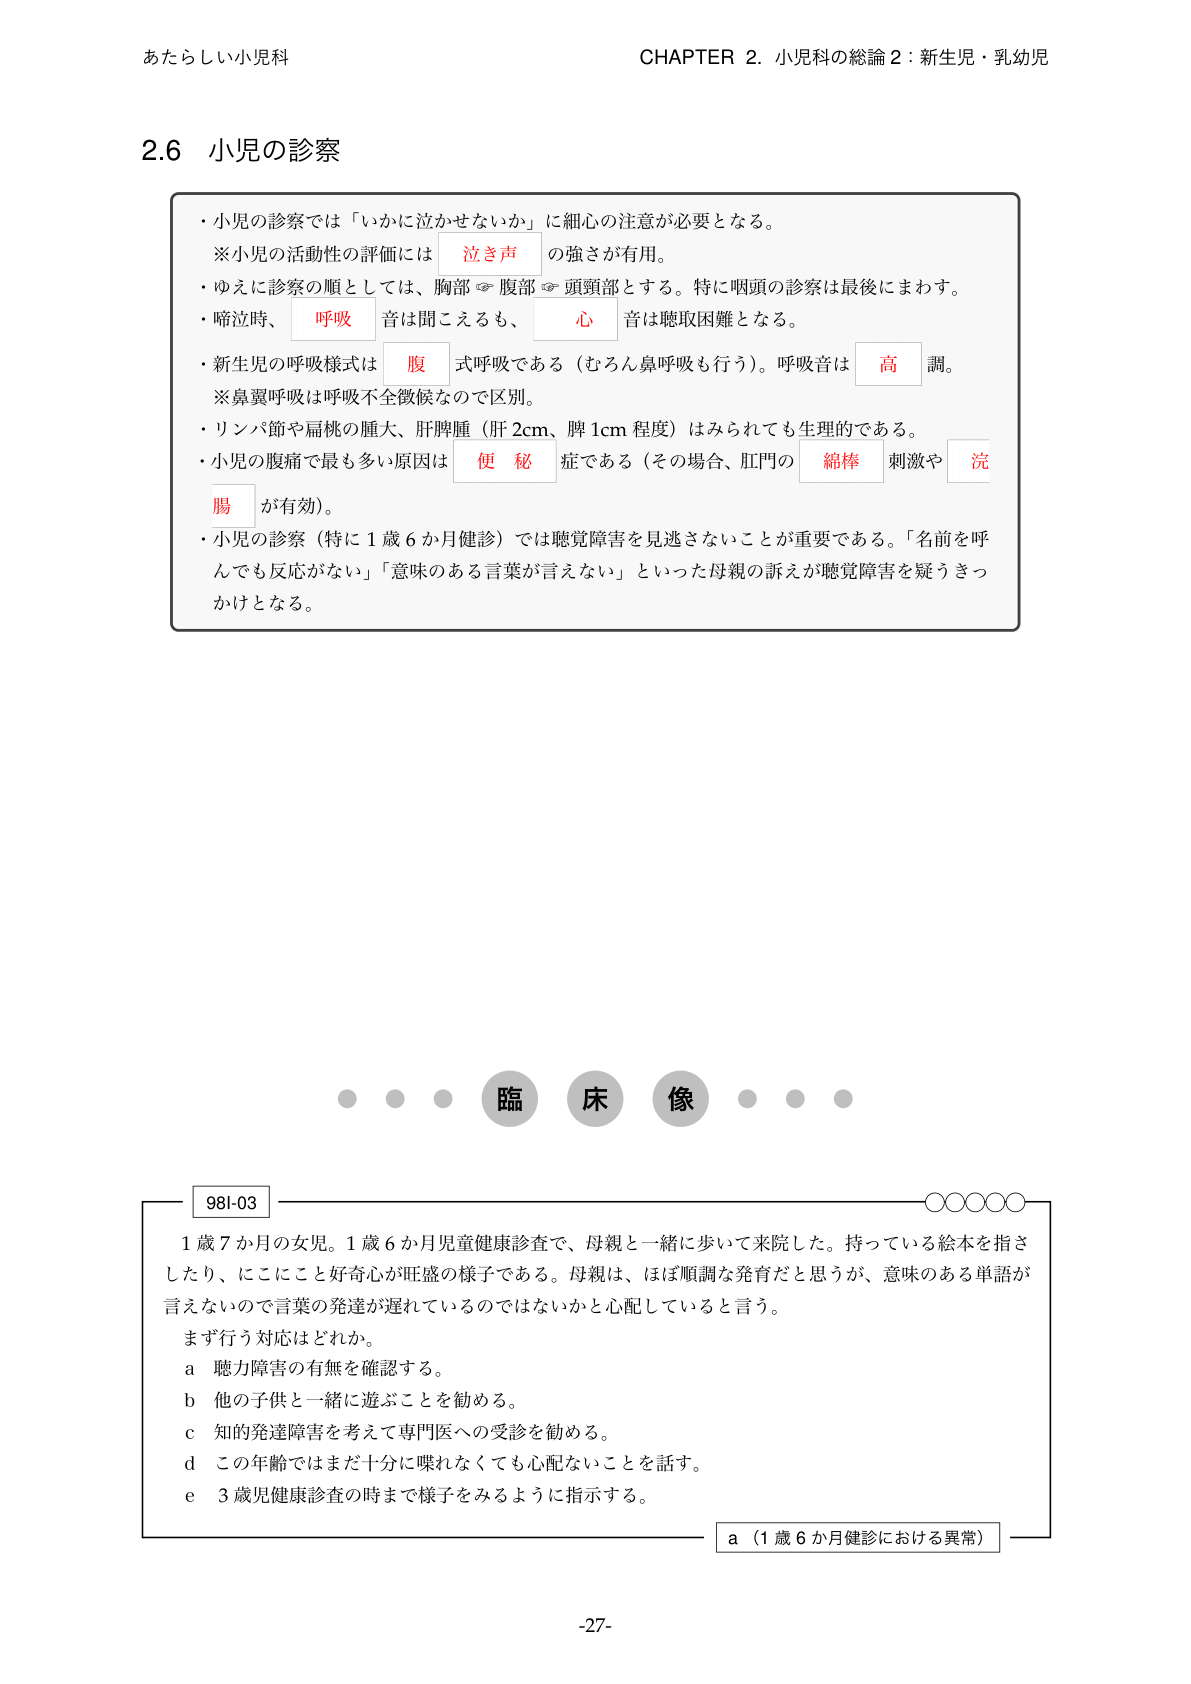 あたらしい小児科
CHAPTER 2. 小児科の総論 2：新生児・乳幼児
2.6 小児の診察
・小児の診察では「いかに泣かせないか」に細心の注意が必要となる。
※小児の活動性の評価には 泣き声 の強さが有用。
・ゆえに診察の順としては、胸部 ☞ 腹部 ☞ 頭頸部とする。特に咽頭の診察は最後にまわす。
・啼泣時、 呼吸 音は聞こえるも、 心 音は聴取困難となる。
・新生児の呼吸様式は 腹 式呼吸である（むろん鼻呼吸も行う）。呼吸音は 高 調。
※鼻翼呼吸は呼吸不全徴候なので区別。
・リンパ節や扁桃の腫大、肝脾腫（肝 2cm、脾 1cm 程度）はみられても生理的である。
・小児の腹痛で最も多い原因は 便 秘 症である（その場合、肛門の 綿棒 刺激や 浣
腸 が有効）。
・小児の診察（特に 1 歳 6 か月健診）では聴覚障害を見逃さないことが重要である。「名前を呼
んでも反応がない」「意味のある言葉が言えない」といった母親の訴えが聴覚障害を疑うきっ
かけとなる。
臨 床 像
98I-03
1 歳 7 か月の女児。1 歳 6 か月児童健康診査で、母親と一緒に歩いて来院した。持っている絵本を指さ
したり、にこにこと好奇心が旺盛の様子である。母親は、ほぼ順調な発育だと思うが、意味のある単語が
言えないので言葉の発達が遅れているのではないかと心配していると言う。
まず行う対応はどれか。
a 聴力障害の有無を確認する。
b 他の子供と一緒に遊ぶことを勧める。
c 知的発達障害を考えて専門医への受診を勧める。
d この年齢ではまだ十分に喋れなくても心配ないことを話す。
e 3 歳児健康診査の時まで様子をみるように指示する。
a （1 歳 6 か月健診における異常）
-27-